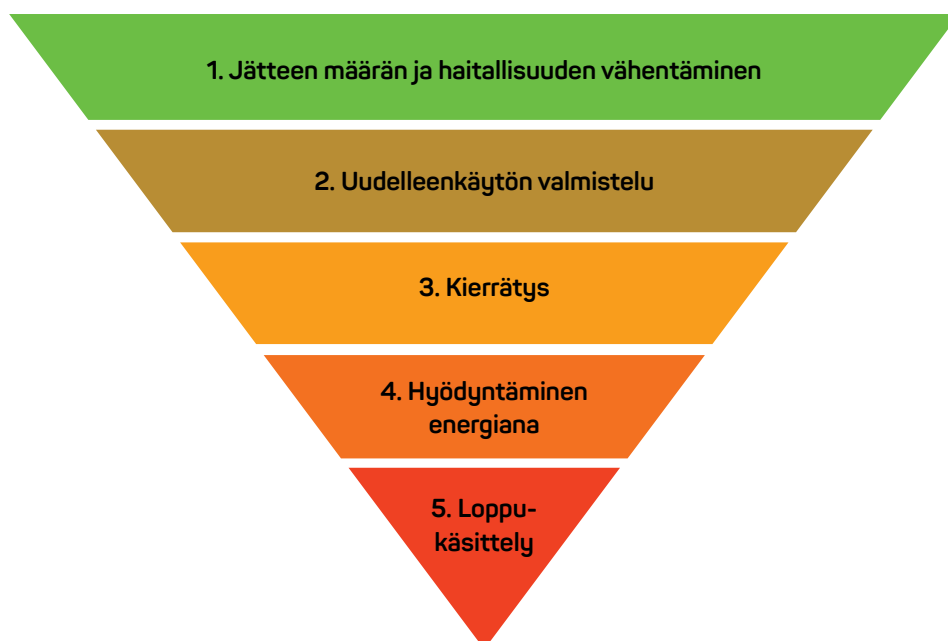 1. Jätteen määrän ja haitallisuuden vähentäminen
2. Uudelleenkäytön valmistelu
3. Kierrätys
4. Hyödyntäminen
energiana
5. Loppu-
käsittely